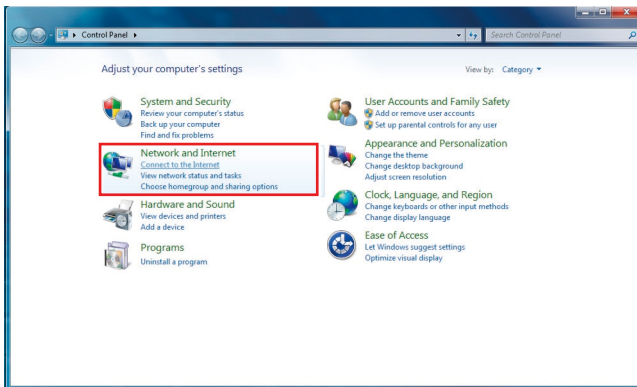 Control Panel
Search Control Panel
Adjust your computer's settings
View by: Category
System and Security
Review your computer's status
Back up your computer
Find and fix problems
Network and Internet
Connect to the Internet
View network status and tasks
Choose homegroup and sharing options
Hardware and Sound
View devices and printers
Add a device
Programs
Uninstall a program
User Accounts and Family Safety
Add or remove user accounts
Set up parental controls for any user
Appearance and Personalization
Change the theme
Change desktop background
Adjust screen resolution
Clock, Language, and Region
Change keyboards or other input methods
Change display language
Ease of Access
Let Windows suggest settings
Optimize visual display